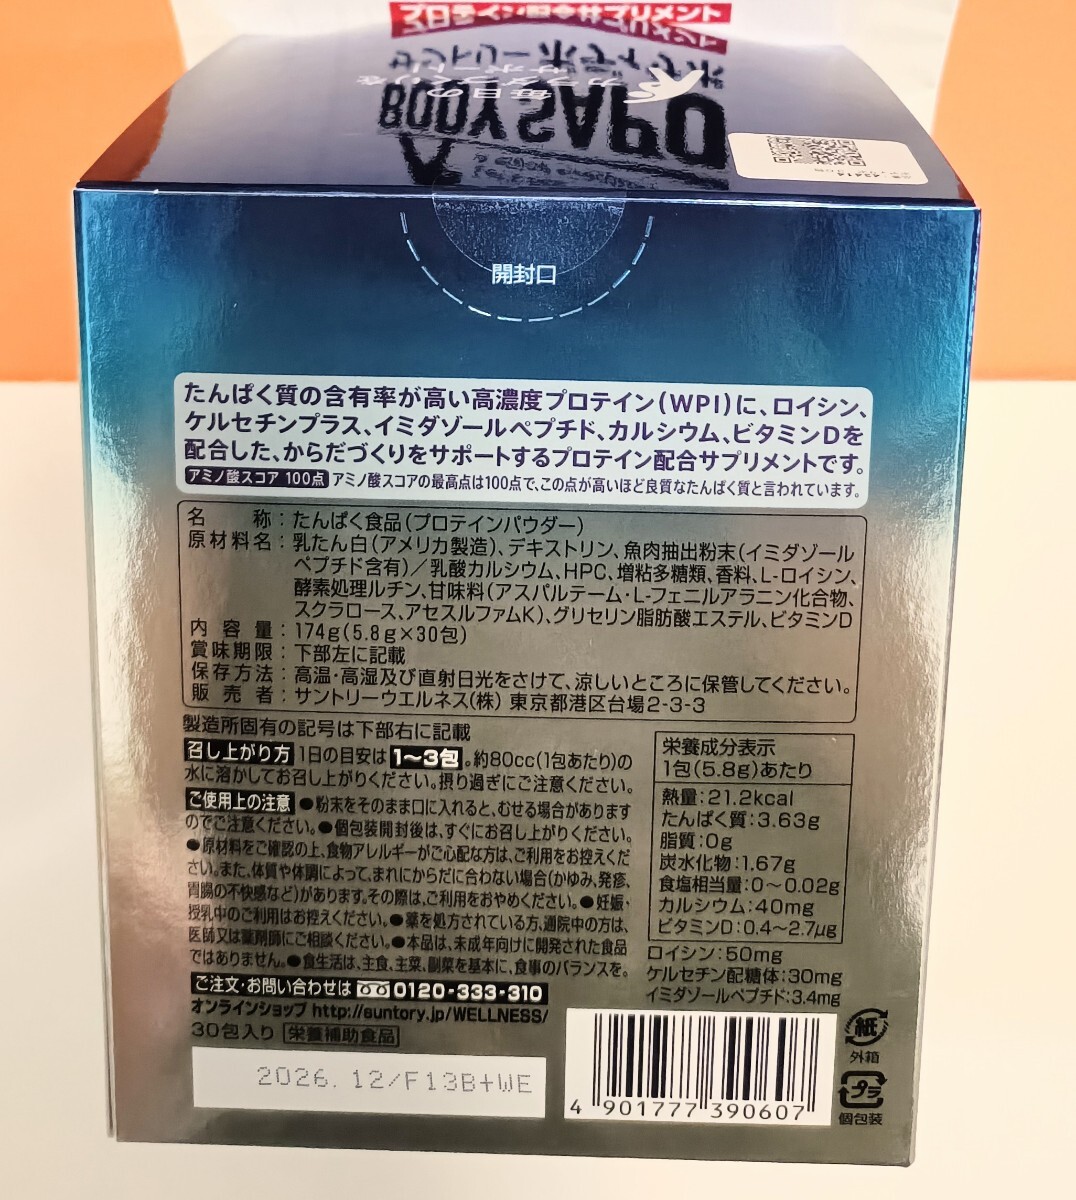 プロテイン配合サプリメント
毎日の
カラダづくりを
サポート!
BODYSAPO
43414
開封口
たんぱく質の含有率が高い高濃度プロテイン(WPI)に、ロイシン、
ケルセチンプラス、イミダゾールペプチド、カルシウム、ビタミンDを
配合した、からだづくりをサポートするプロテイン配合サプリメントです。
アミノ酸スコア 100点 アミノ酸スコアの最高点は100点で、この点が高いほど良質なたんぱく質と言われています。
名称:たんぱく食品(プロテインパウダー)
原材料名:乳たん白(アメリカ製造)、デキストリン、魚肉抽出粉末(イミダゾール
ペプチド含有)/乳酸カルシウム、HPC、増粘多糖類、香料、L-ロイシン、
酵素処理ルチン、甘味料(アスパルテーム・L-フェニルアラニン化合物、
スクラロース、アセスルファムK)、グリセリン脂肪酸エステル、ビタミンD
内容量:174g(5.8g×30包)
賞味期限:下部左に記載
保存方法:高温・高湿及び直射日光をさけて、涼しいところに保管してください。
販売者:サントリーウエルネス(株) 東京都港区台場2-3-3
製造所固有の記号は下部右に記載
召し上がり方 1日の目安は1〜3包。約80cc(1包あたり)の
水に溶かしてお召し上がりください。摂り過ぎにご注意ください。
ご使用上の注意 ●粉末をそのまま口に入れると、むせる場合があります
のでご注意ください。●個包装開封後は、すぐにお召し上がりください。
●原材料をご確認の上、食物アレルギーがご心配な方は、ご利用をお控えくだ
さい。また、体質や体調によって、まれにからだに合わない場合(かゆみ、発疹、
胃腸の不快感など)があります。その際は、ご利用をおやめください。●妊娠・
授乳中のご利用はお控えください。●薬を処方されている方、通院中の方は、
医師又は薬剤師にご相談ください。●本品は、未成年向けに開発された食品
ではありません。●食生活は、主食、主菜、副菜を基本に、食事のバランスを。
ご注文・お問い合わせは 0120-333-310
オンラインショップ http://suntory.jp/WELLNESS/
30包入り 栄養補助食品
2026.12/F13B+WE
栄養成分表示
1包(5.8g)あたり
熱量:21.2kcal
たんぱく質:3.63g
脂質:0g
炭水化物:1.67g
食塩相当量:0〜0.02g
カルシウム:40mg
ビタミンD:0.4〜2.7μg
ロイシン:50mg
ケルセチン配糖体:30mg
イミダゾールペプチド:3.4mg
4 901777 390607
紙
外箱
プラ
個包装